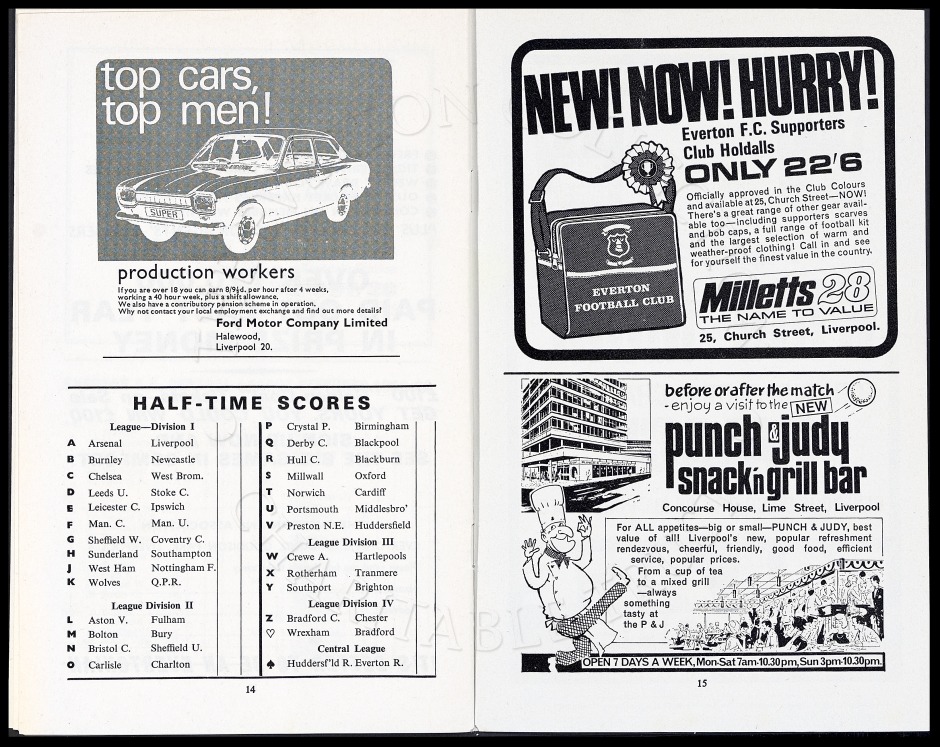 top cars,
top men!
SUPER
production workers
If you are over 18 you can earn 8/9½d. per hour after 4 weeks,
working a 40 hour week, plus a shift allowance.
We also have a contributory pension scheme in operation.
Why not contact your local employment exchange and find out more details?
Ford Motor Company Limited
Halewood,
Liverpool 20.
HALF-TIME SCORES
League—Division I
A Arsenal Liverpool
B Burnley Newcastle
C Chelsea West Brom.
D Leeds U. Stoke C.
E Leicester C. Ipswich
F Man. C. Man. U.
G Sheffield W. Coventry C.
H Sunderland Southampton
J West Ham Nottingham F.
K Wolves Q.P.R.
League Division II
L Aston V. Fulham
M Bolton Bury
N Bristol C. Sheffield U.
O Carlisle Charlton
P Crystal P. Birmingham
Q Derby C. Blackpool
R Hull C. Blackburn
S Millwall Oxford
T Norwich Cardiff
U Portsmouth Middlesbro'
V Preston N.E. Huddersfield
League Division III
W Crewe A. Hartlepools
X Rotherham Tranmere
Y Southport Brighton
League Division IV
Z Bradford C. Chester
♡ Wrexham Bradford
Central League
♠ Huddersf'ld R. Everton R.
14
NEW! NOW! HURRY!
Everton F.C. Supporters
Club Holdalls
ONLY 22'6
Officially approved in the Club Colours
and available at 25, Church Street—NOW!
There's a great range of other gear avail-
able too—including supporters scarves
and bob caps, a full range of football kit
and the largest selection of warm and
weather-proof clothing! Call in and see
for yourself the finest value in the country.
EVERTON
FOOTBALL CLUB
Milletts 28
THE NAME TO VALUE
25, Church Street, Liverpool.
before or after the match
-enjoy a visit to the NEW
punch & judy
snack'n grill bar
Concourse House, Lime Street, Liverpool
For ALL appetites—big or small—PUNCH & JUDY, best
value of all! Liverpool's new, popular refreshment
rendezvous, cheerful, friendly, good food, efficient
service, popular prices.
From a cup of tea
to a mixed grill
—always
something
tasty at
the P & J
OPEN 7 DAYS A WEEK, Mon-Sat 7am-10.30pm, Sun 3pm-10.30pm.
15